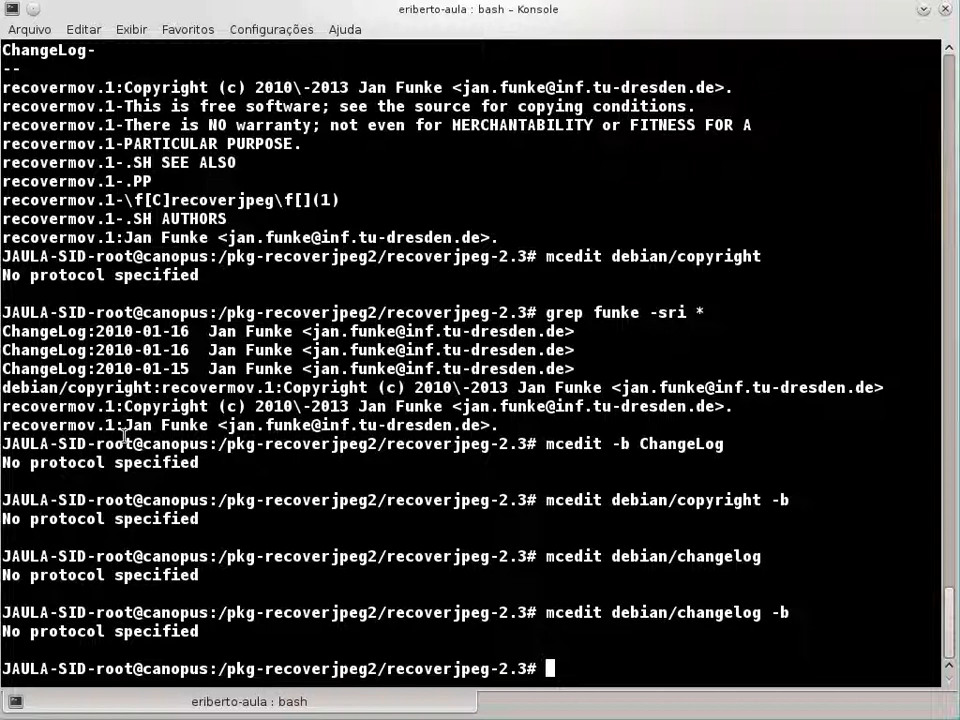 eriberto-aula : bash – Konsole
Arquivo Editar Exibir Favoritos Configurações Ajuda
ChangeLog-
--
recovermov.1:Copyright (c) 2010\-2013 Jan Funke <jan.funke@inf.tu-dresden.de>.
recovermov.1-This is free software; see the source for copying conditions.
recovermov.1-There is NO warranty; not even for MERCHANTABILITY or FITNESS FOR A
recovermov.1-PARTICULAR PURPOSE.
recovermov.1-.SH SEE ALSO
recovermov.1-.PP
recovermov.1-\f[C]recoverjpeg\f[](1)
recovermov.1-.SH AUTHORS
recovermov.1:Jan Funke <jan.funke@inf.tu-dresden.de>.
JAULA-SID-root@canopus:/pkg-recoverjpeg2/recoverjpeg-2.3# mcedit debian/copyright
No protocol specified
JAULA-SID-root@canopus:/pkg-recoverjpeg2/recoverjpeg-2.3# grep funke -sri *
ChangeLog:2010-01-16  Jan Funke <jan.funke@inf.tu-dresden.de>
ChangeLog:2010-01-16  Jan Funke <jan.funke@inf.tu-dresden.de>
ChangeLog:2010-01-15  Jan Funke <jan.funke@inf.tu-dresden.de>
debian/copyright:recovermov.1:Copyright (c) 2010\-2013 Jan Funke <jan.funke@inf.tu-dresden.de>
recovermov.1:Copyright (c) 2010\-2013 Jan Funke <jan.funke@inf.tu-dresden.de>.
recovermov.1:Jan Funke <jan.funke@inf.tu-dresden.de>.
JAULA-SID-root@canopus:/pkg-recoverjpeg2/recoverjpeg-2.3# mcedit -b ChangeLog
No protocol specified
JAULA-SID-root@canopus:/pkg-recoverjpeg2/recoverjpeg-2.3# mcedit debian/copyright -b
No protocol specified
JAULA-SID-root@canopus:/pkg-recoverjpeg2/recoverjpeg-2.3# mcedit debian/changelog
No protocol specified
JAULA-SID-root@canopus:/pkg-recoverjpeg2/recoverjpeg-2.3# mcedit debian/changelog -b
No protocol specified
JAULA-SID-root@canopus:/pkg-recoverjpeg2/recoverjpeg-2.3#
eriberto-aula : bash